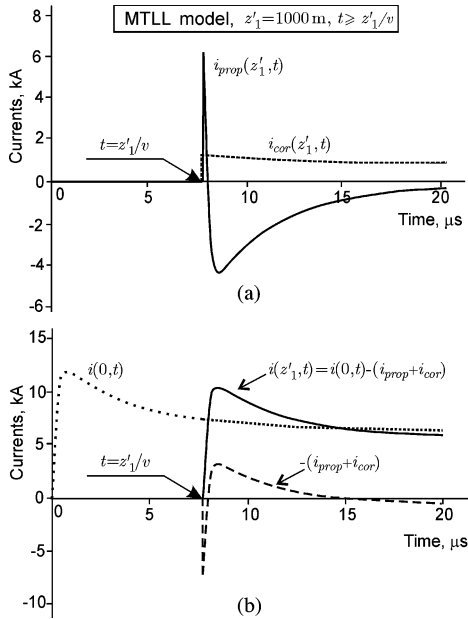 MTLL model, z′₁=1000 m, t⩾ z′₁/v
Currents, kA
6
4
2
0
-2
-4
-6
i_prop(z′₁,t)
i_cor(z′₁,t)
t=z′₁/v
0 5 10 15 20
Time, μs
(a)
Currents, kA
15
10
5
0
-5
-10
i(0,t)
i(z′₁,t)=i(0,t)-(i_prop+i_cor)
t=z′₁/v
-(i_prop+i_cor)
0 5 10 15 20
Time, μs
(b)